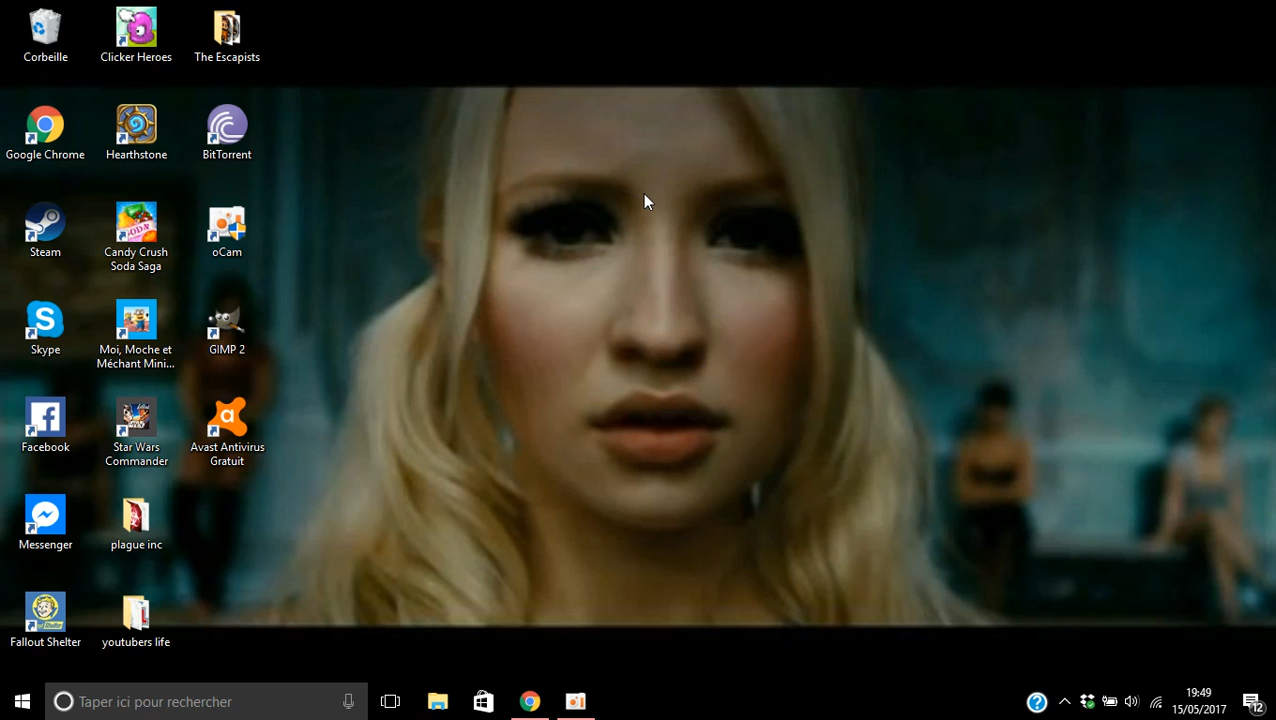 Corbeille
Clicker Heroes
The Escapists
Google Chrome
Hearthstone
BitTorrent
Steam
Candy Crush
Soda Saga
oCam
Skype
Moi, Moche et
Méchant Mini...
GIMP 2
Facebook
Star Wars
Commander
Avast Antivirus
Gratuit
Messenger
plague inc
Fallout Shelter
youtubers life
Taper ici pour rechercher
19:49
15/05/2017
12